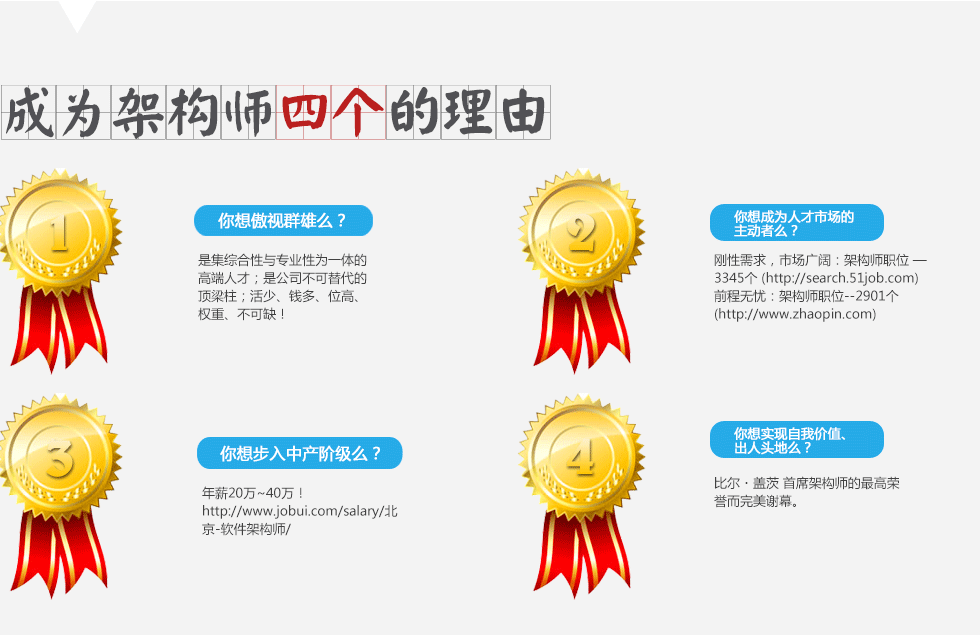 成为架构师四个的理由
1
你想傲视群雄么？
是集综合性与专业性为一体的
高端人才；是公司不可替代的
顶梁柱；活少、钱多、位高、
权重、不可缺！
2
你想成为人才市场的
主动者么？
刚性需求，市场广阔：架构师职位 —
3345个 (http://search.51job.com)
前程无忧：架构师职位--2901个
(http://www.zhaopin.com)
3
你想步入中产阶级么？
年薪20万~40万！
http://www.jobui.com/salary/北
京-软件架构师/
4
你想实现自我价值、
出人头地么？
比尔・盖茨 首席架构师的最高荣
誉而完美谢幕。